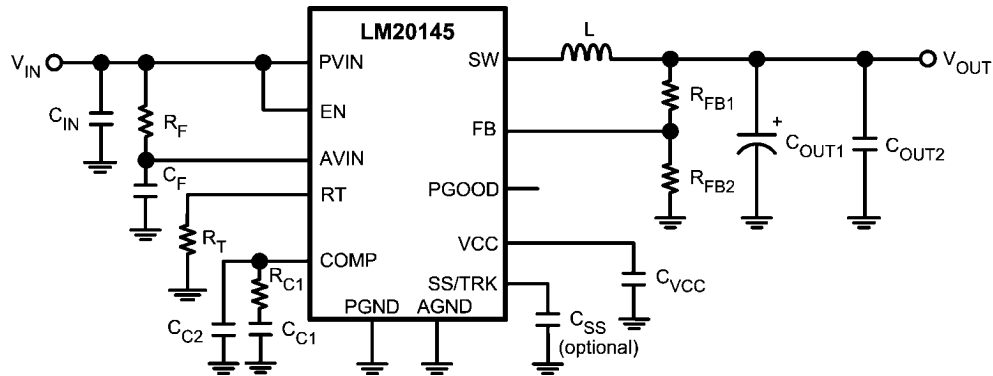 LM20145
L
V_IN
PVIN
SW
V_OUT
C_IN
EN
R_FB1
R_F
FB
+
C_OUT1
C_OUT2
AVIN
C_F
R_FB2
RT
PGOOD
R_T
VCC
COMP
R_C1
SS/TRK
C_VCC
PGND
AGND
C_C2
C_C1
C_SS
(optional)